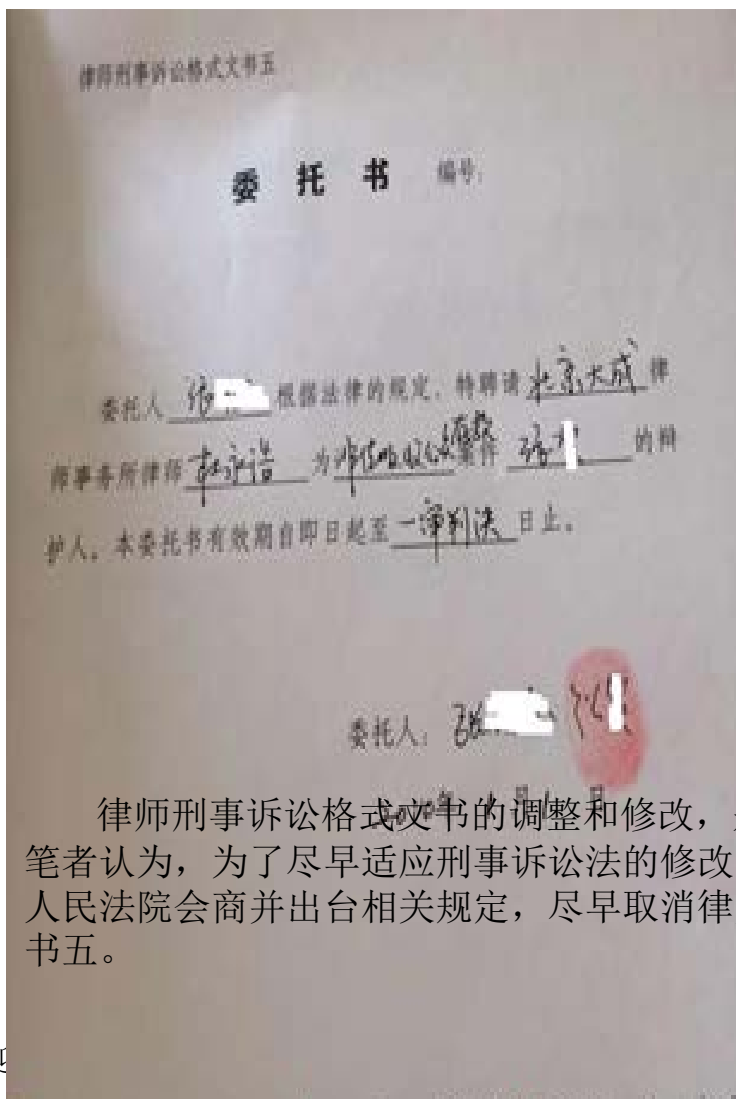 律师刑事诉讼格式文书五
委 托 书 编号:
委托人 根据法律的规定，特聘请 北京大成 律
师事务所律师 杜永浩 为 案件 的辩
护人。本委托书有效期自即日起至 一审判决 日止。
委托人:
律师刑事诉讼格式文书的调整和修改，
笔者认为，为了尽早适应刑事诉讼法的修改
人民法院会商并出台相关规定，尽早取消律
书五。